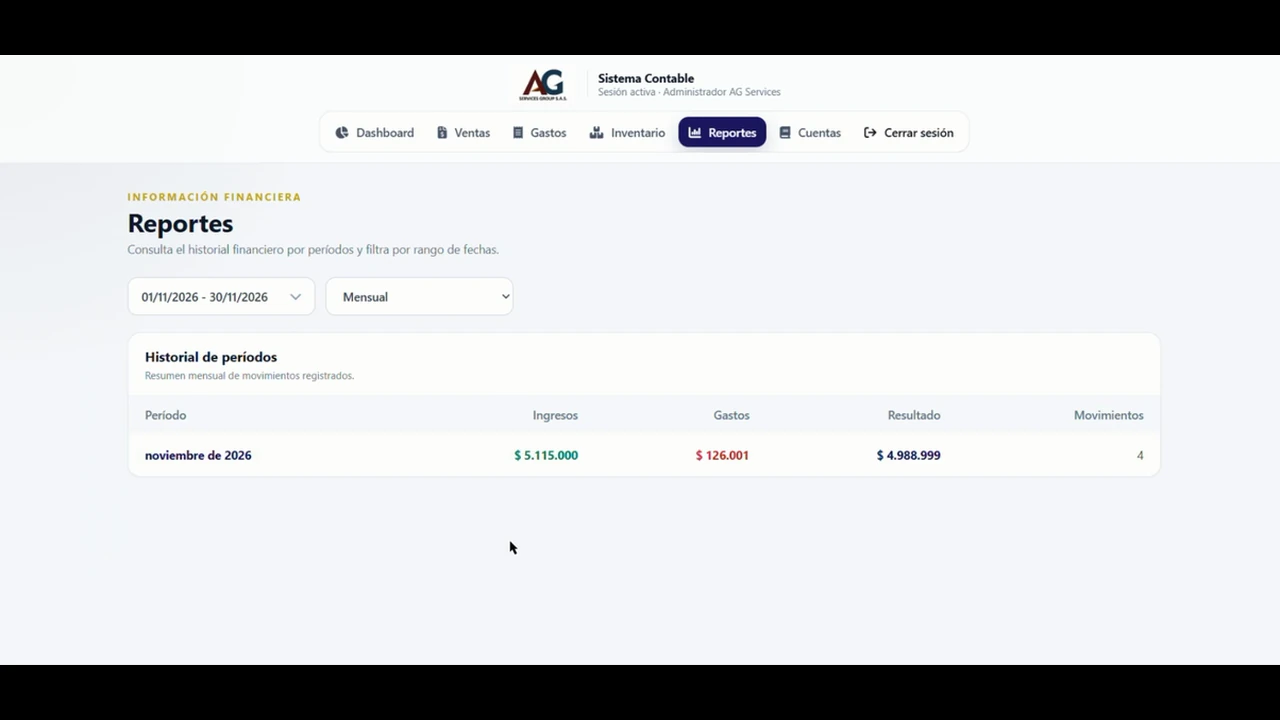 AG
SERVICES GROUP S.A.S.
Sistema Contable
Sesión activa · Administrador AG Services
Dashboard
Ventas
Gastos
Inventario
Reportes
Cuentas
Cerrar sesión
INFORMACIÓN FINANCIERA
Reportes
Consulta el historial financiero por períodos y filtra por rango de fechas.
01/11/2026 - 30/11/2026
Mensual
Historial de períodos
Resumen mensual de movimientos registrados.
Período Ingresos Gastos Resultado Movimientos
noviembre de 2026 $ 5.115.000 $ 126.001 $ 4.988.999 4